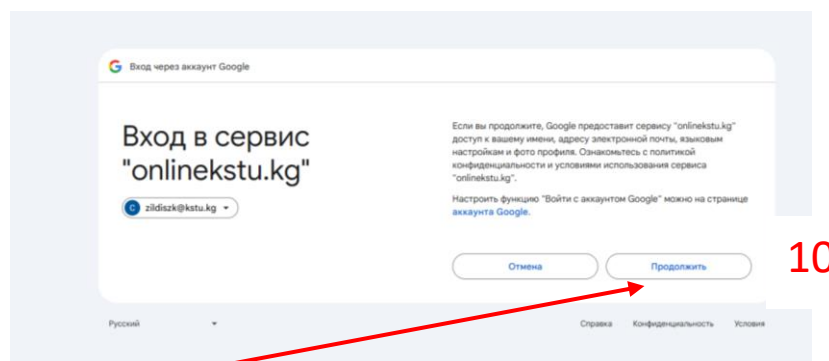 Вход через аккаунт Google
Вход в сервис
"onlinekstu.kg"
zildiszk@kstu.kg
Если вы продолжите, Google предоставит сервису "onlinekstu.kg"
доступ к вашему имени, адресу электронной почты, языковым
настройкам и фото профиля. Ознакомьтесь с политикой
конфиденциальности и условиями использования сервиса
"onlinekstu.kg".
Настроить функцию "Войти с аккаунтом Google" можно на странице
аккаунта Google.
Отмена
Продолжить
10
Русский
Справка
Конфиденциальность
Условия